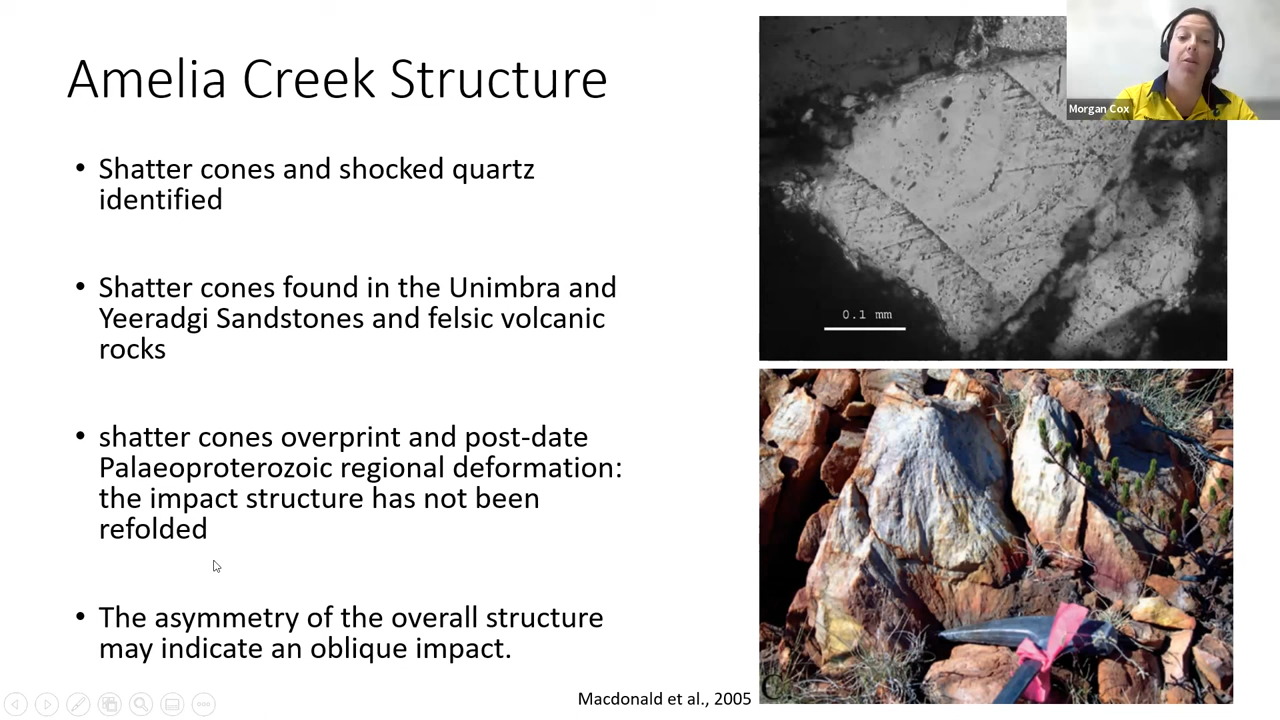 Amelia Creek Structure
• Shatter cones and shocked quartz
identified
• Shatter cones found in the Unimbra and
Yeeradgi Sandstones and felsic volcanic
rocks
• shatter cones overprint and post-date
Palaeoproterozoic regional deformation:
the impact structure has not been
refolded
• The asymmetry of the overall structure
may indicate an oblique impact.
Macdonald et al., 2005
0.1 mm
C
Morgan Cox